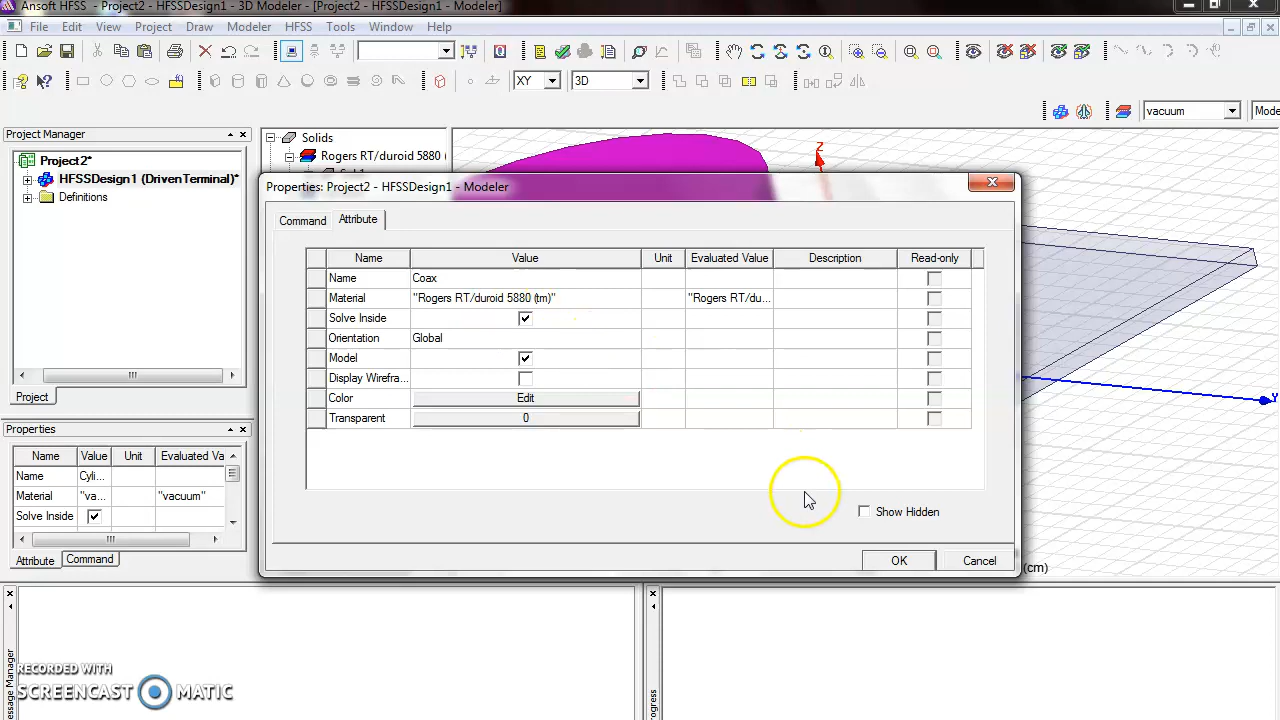 Ansoft HFSS - Project2 - HFSSDesign1 - 3D Modeler - [Project2 - HFSSDesign1 - Modeler]
File Edit View Project Draw Modeler HFSS Tools Window Help
XY 3D
vacuum Mode
Project Manager
Project2*
HFSSDesign1 (DrivenTerminal)*
Definitions
Project
Solids
Rogers RT/duroid 5880 (
Z
Y
(cm)
Properties: Project2 - HFSSDesign1 - Modeler
Command Attribute
Name Value Unit Evaluated Value Description Read-only
Name Coax
Material "Rogers RT/duroid 5880 (tm)" "Rogers RT/du...
Solve Inside
Orientation Global
Model
Display Wirefra...
Color Edit
Transparent 0
Show Hidden
OK Cancel
Properties
Name Value Unit Evaluated Va
Name Cyli...
Material "va... "vacuum"
Solve Inside
Attribute Command
essage Manager
rogress
RECORDED WITH
SCREENCAST MATIC